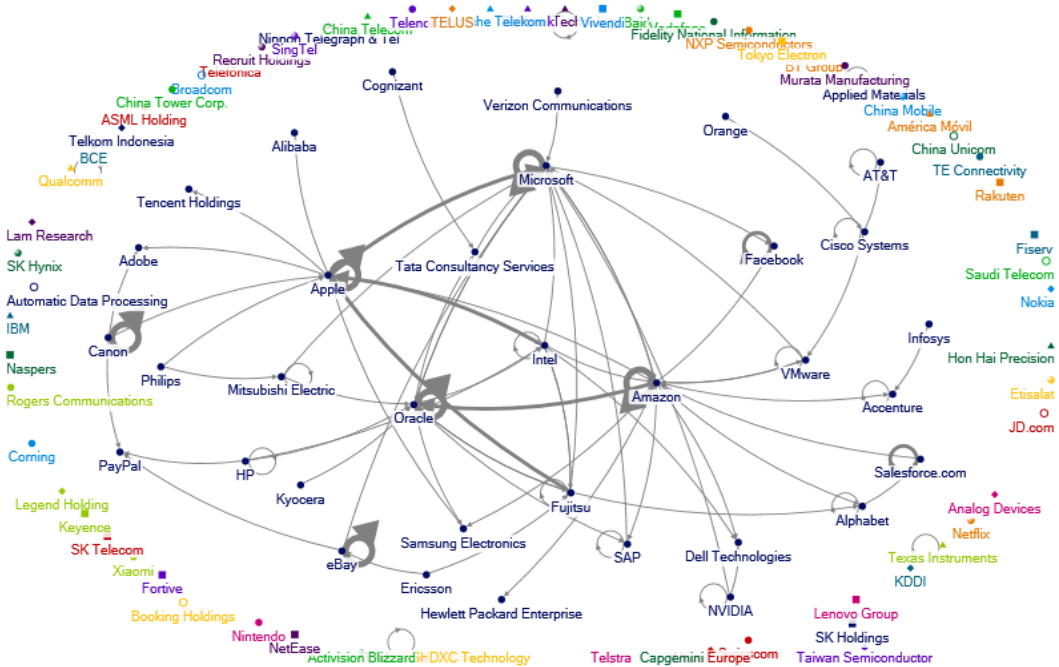 Telenc
TELUS
he Telekom
Vivendi
China Telecom
Fidelity National Information
Nippon Telegraph & Tel
SingTel
NXP Semiconductors
Tokyo Electron
Recruit Holdings
Telefonica
BT Group
Murata Manufacturing
Cognizant
Broadcom
Applied Materials
China Tower Corp.
Verizon Communications
China Mobile
ASML Holding
América Móvil
Orange
Telkom Indonesia
Alibaba
China Unicom
BCE
TE Connectivity
Qualcomm
Microsoft
AT&T
Rakuten
Tencent Holdings
Lam Research
Cisco Systems
Fiserv
Adobe
Tata Consultancy Services
Facebook
SK Hynix
Saudi Telecom
Apple
Automatic Data Processing
Nokia
IBM
Infosys
Canon
Intel
Hon Hai Precision
Naspers
Philips
VMware
Mitsubishi Electric
Amazon
Etisalat
Rogers Communications
Accenture
Oracle
JD.com
Corning
PayPal
HP
Salesforce.com
Kyocera
Legend Holding
Fujitsu
Analog Devices
Alphabet
Keyence
Netflix
SK Telecom
Samsung Electronics
SAP
Dell Technologies
Texas Instruments
Xiaomi
eBay
KDDI
Fortive
Ericsson
Booking Holdings
Hewlett Packard Enterprise
NVIDIA
Lenovo Group
Nintendo
SK Holdings
NetEase
Activision Blizzard
DXC Technology
Telstra
Capgemini Europe
Taiwan Semiconductor